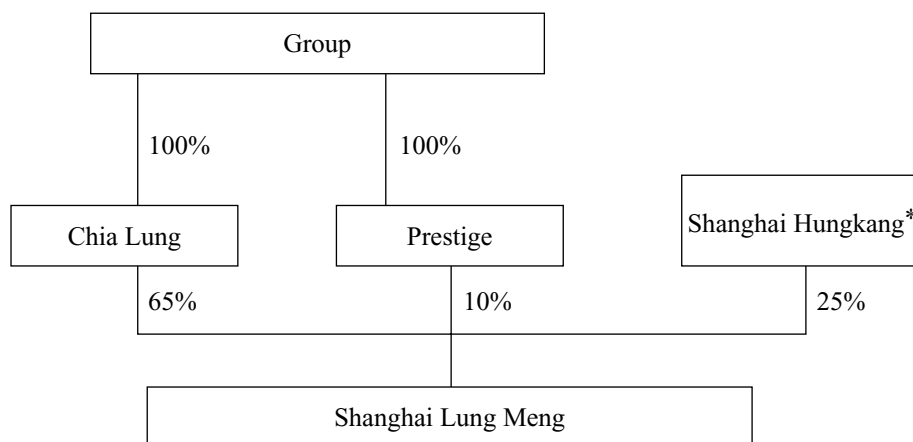 Group
100%
100%
Chia Lung
Prestige
Shanghai Hungkang*
65%
10%
25%
Shanghai Lung Meng